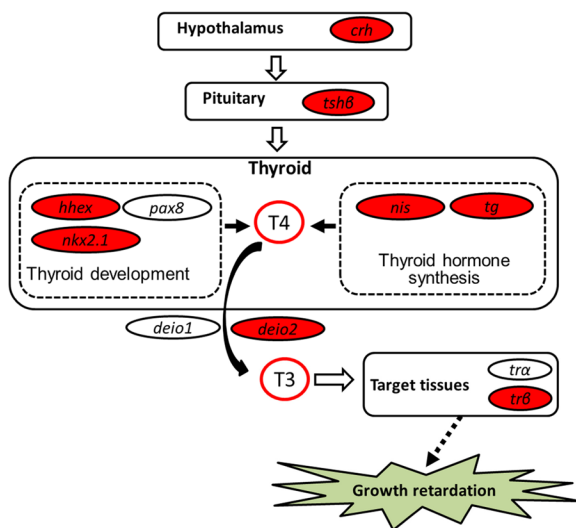 Hypothalamus crh
Pituitary tshβ
Thyroid
hhex pax8
nkx2.1
Thyroid development
T4
nis tg
Thyroid hormone
synthesis
deio1 deio2
T3
Target tissues
trα
trβ
Growth retardation